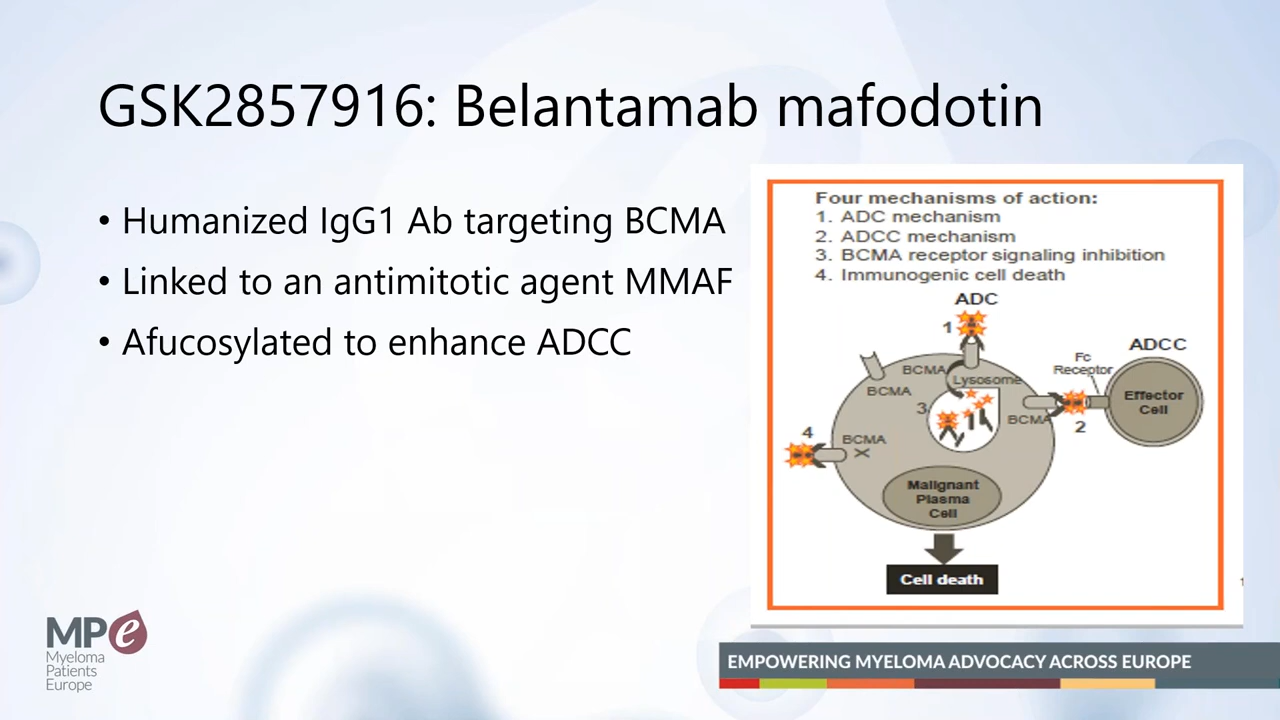 GSK2857916: Belantamab mafodotin
• Humanized IgG1 Ab targeting BCMA
• Linked to an antimitotic agent MMAF
• Afucosylated to enhance ADCC
Four mechanisms of action:
1. ADC mechanism
2. ADCC mechanism
3. BCMA receptor signaling inhibition
4. Immunogenic cell death
ADC
1
ADCC
Fc
Receptor
BCMA
Lysosome
BCMA
Effector
Cell
3
BCMA
2
4
BCMA
Malignant
Plasma
Cell
Cell death
MPe
Myeloma
Patients
Europe
EMPOWERING MYELOMA ADVOCACY ACROSS EUROPE